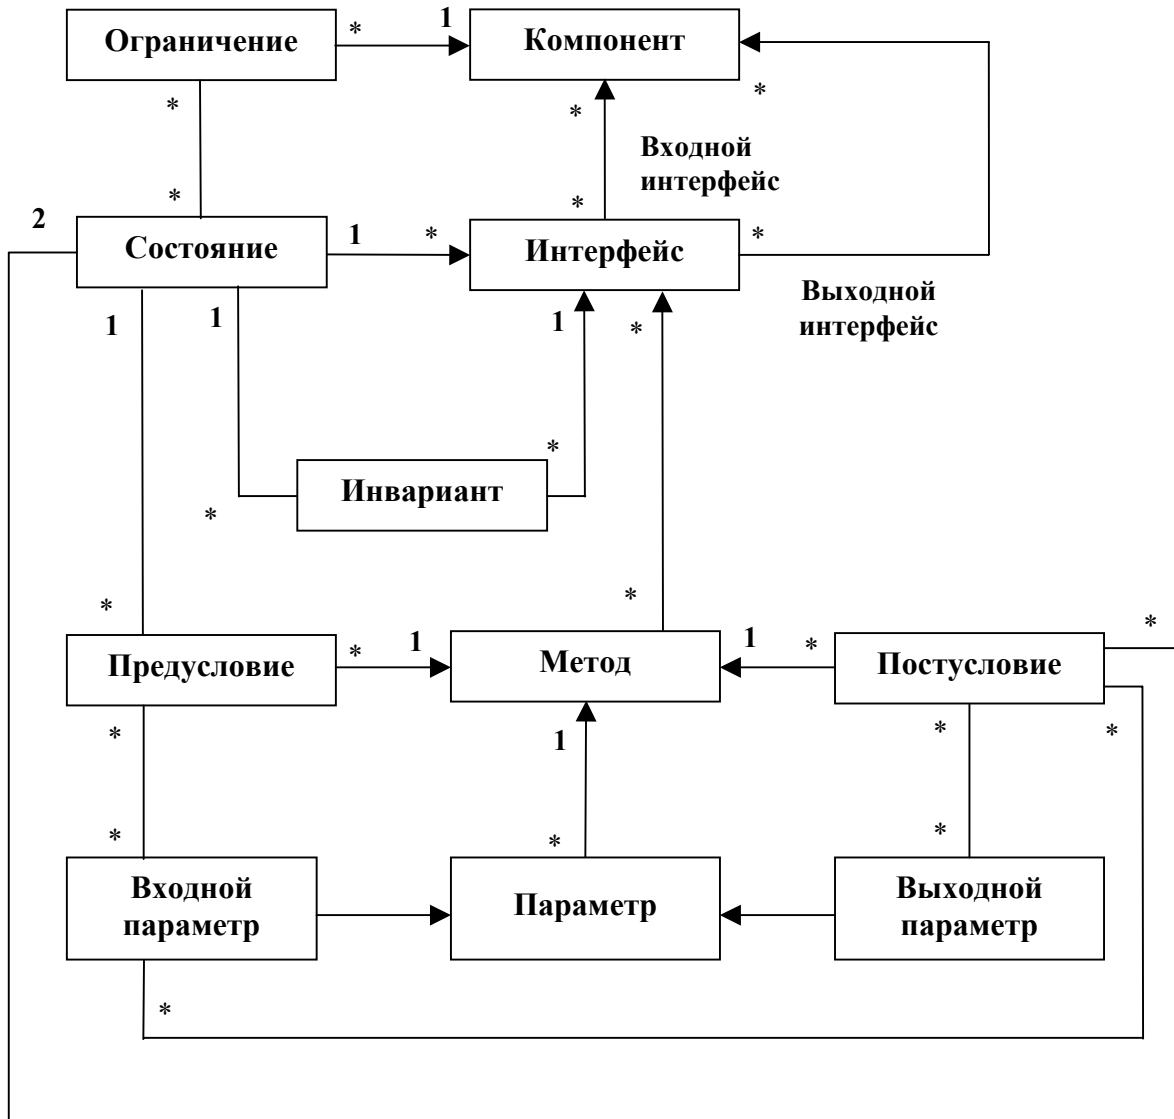 * 1
Ограничение
Компонент
* * *
Входной
интерфейс
* *
2 1 * *
Состояние
Интерфейс
Выходной
интерфейс
1 1 1 *
*
Инвариант
*
* * *
* 1 1 *
Предусловие
Метод
Постусловие
* 1 * *
* * *
Входной
параметр
Параметр
Выходной
параметр
*